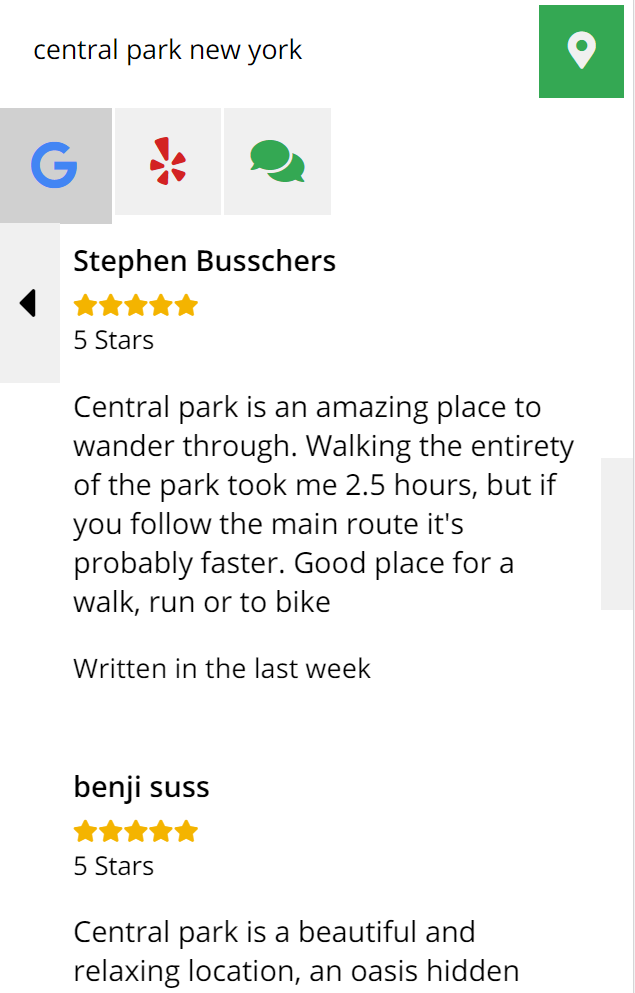 central park new york
Stephen Busschers
5 Stars
Central park is an amazing place to
wander through. Walking the entirety
of the park took me 2.5 hours, but if
you follow the main route it's
probably faster. Good place for a
walk, run or to bike
Written in the last week
benji suss
5 Stars
Central park is a beautiful and
relaxing location, an oasis hidden